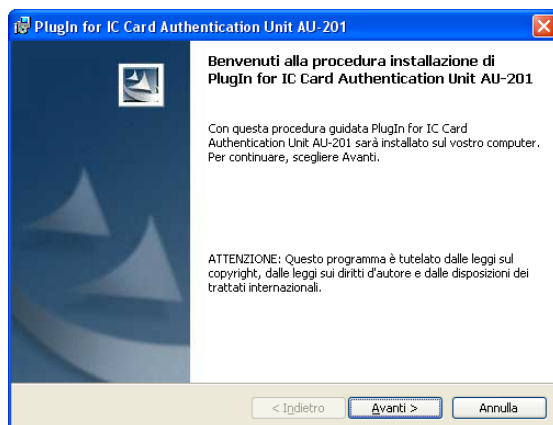 PlugIn for IC Card Authentication Unit AU-201
Benvenuti alla procedura installazione di
PlugIn for IC Card Authentication Unit AU-201
Con questa procedura guidata PlugIn for IC Card
Authentication Unit AU-201 sarà installato sul vostro computer.
Per continuare, scegliere Avanti.
ATTENZIONE: Questo programma è tutelato dalle leggi sul
copyright, dalle leggi sui diritti d'autore e dalle disposizioni dei
trattati internazionali.
< Indietro Avanti > Annulla